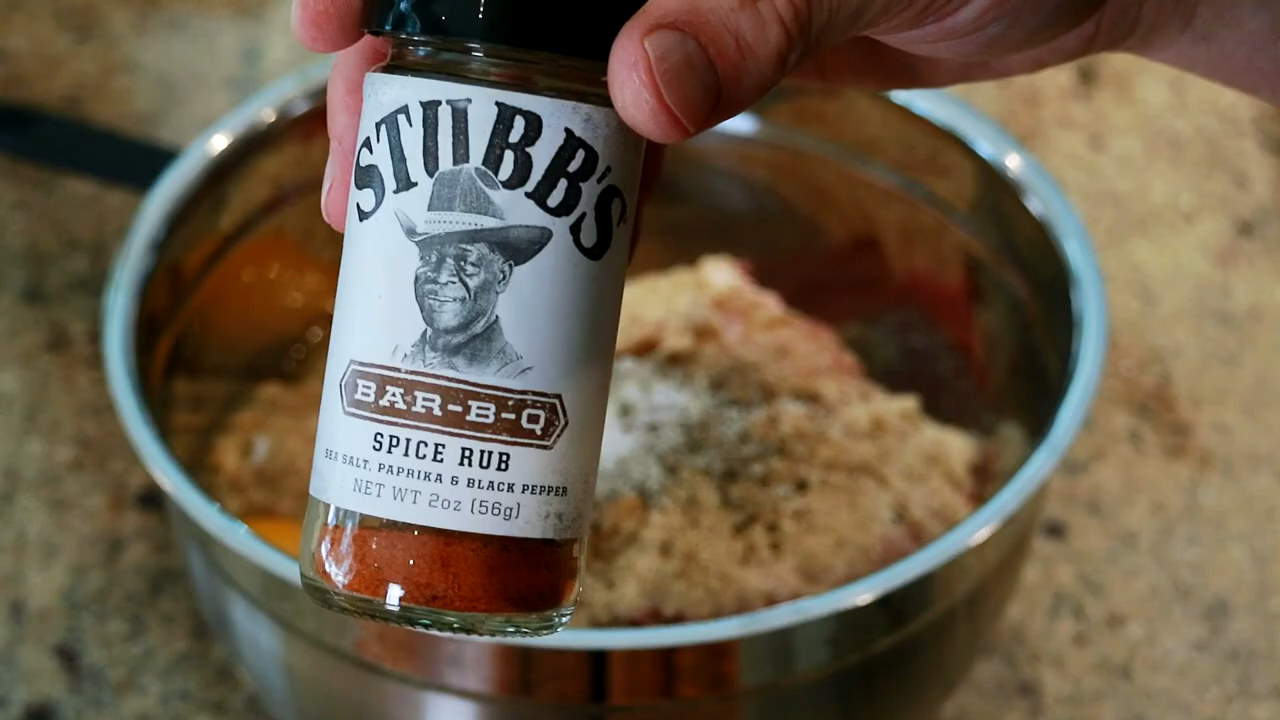 STUBB'S
BAR-B-Q
SPICE RUB
SEA SALT, PAPRIKA & BLACK PEPPER
NET WT 2oz (56g)